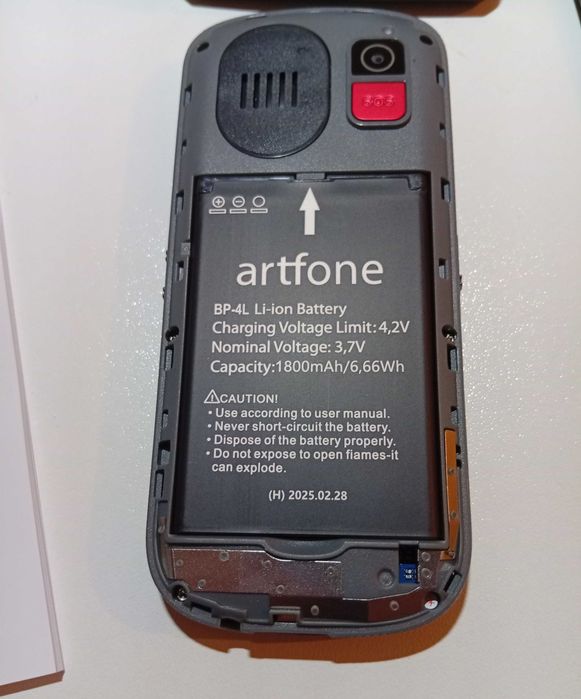 SOS
artfone
BP-4L Li-ion Battery
Charging Voltage Limit: 4,2V
Nominal Voltage: 3,7V
Capacity:1800mAh/6,66Wh
⚠CAUTION!
• Use according to user manual.
• Never short-circuit the battery.
• Dispose of the battery properly.
• Do not expose to open fiames-it
can explode.
(H) 2025.02.28